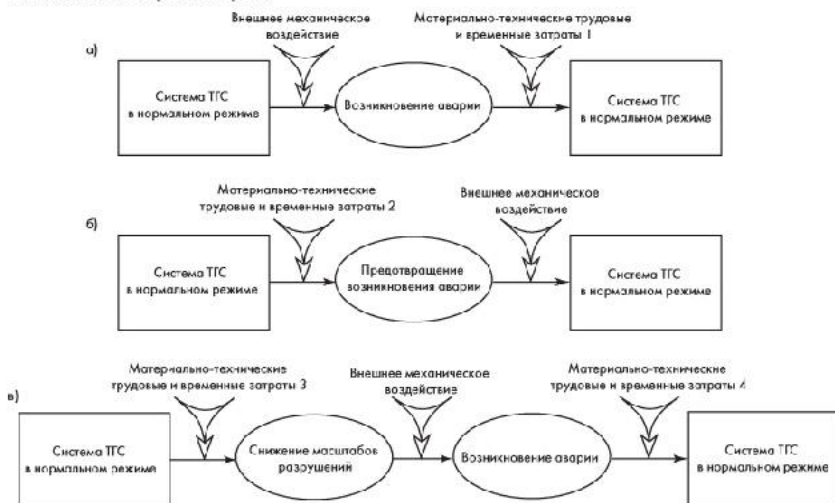 Внешнее механическое
воздействие
Материально-технические трудовые
и временные затраты 1
а)
Система ТГС
в нормальном режиме
Возникновение аварии
Система ТГС
в нормальном режиме
Материально-технические
трудовые и временные затраты 2
Внешнее механическое
воздействие
б)
Система ТГС
в нормальном режиме
Предотвращение
возникновения аварии
Система ТГС
в нормальном режиме
Материально-технические
трудовые и временные затраты 3
Внешнее механическое
воздействие
Материально-технические
трудовые и временные затраты 4
в)
Система ТГС
в нормальном режиме
Снижение масштабов
разрушений
Возникновение аварии
Система ТГС
в нормальном режиме